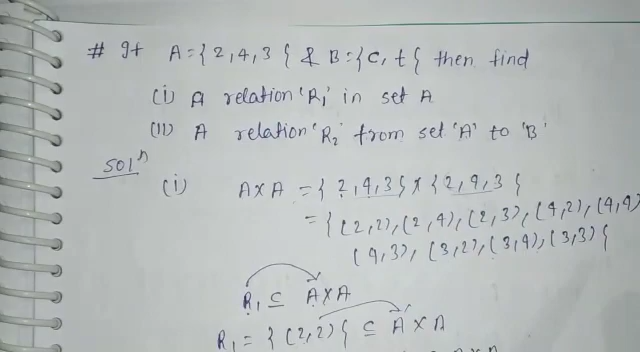 # If A={2,4,3} & B={c,t} then find
(i) A relation 'R₁' in set A
(II) A relation 'R₂' from set 'A' to 'B'
Solⁿ
(i) A×A = {2,4,3}×{2,4,3}
= {(2,2),(2,4),(2,3),(4,2),(4,4)
(4,3),(3,2),(3,4),(3,3)}
R₁ ⊆ A×A
R₁ = {(2,2)} ⊆ A×A